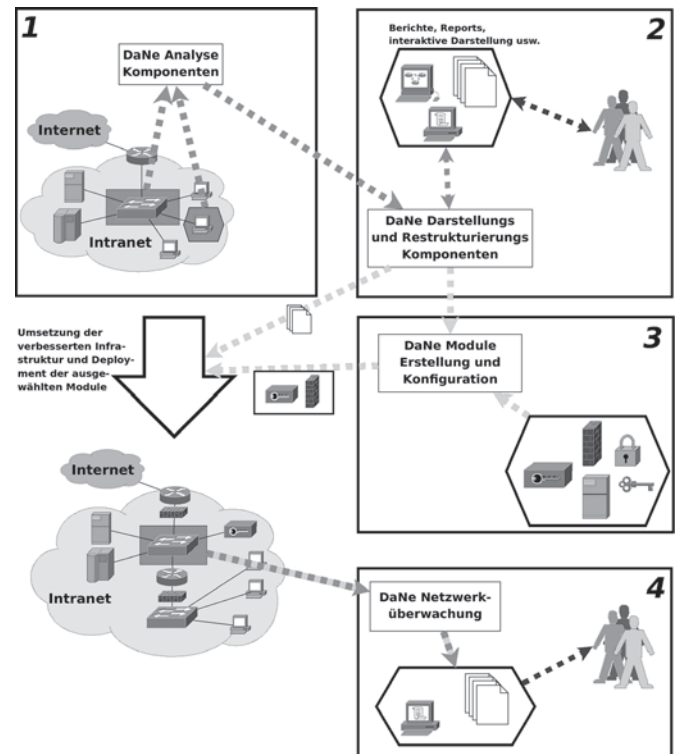 1
DaNe Analyse
Komponenten
Internet
Intranet
2
Berichte, Reports,
interaktive Darstellung usw.
DaNe Darstellungs
und Restrukturierungs
Komponenten
Umsetzung der
verbesserten Infra-
struktur und Deploy-
ment der ausge-
wählten Module
3
DaNe Module
Erstellung und
Konfiguration
Internet
Intranet
4
DaNe Netzwerk-
überwachung